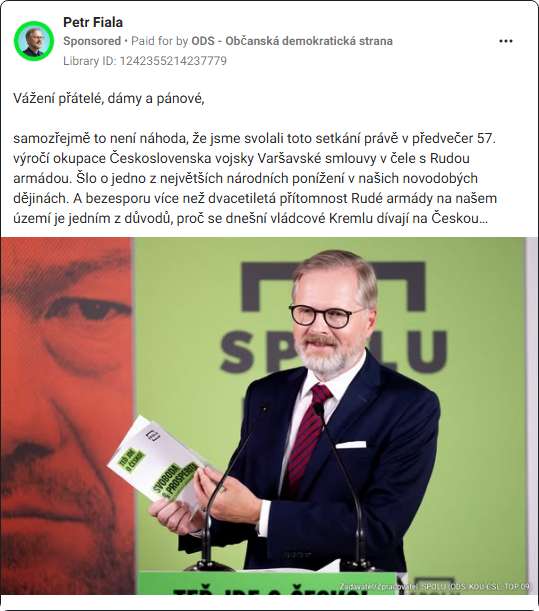 Petr Fiala
Sponsored • Paid for by ODS - Občanská demokratická strana
Library ID: 1242355214237779
Vážení přátelé, dámy a pánové,
samozřejmě to není náhoda, že jsme svolali toto setkání právě v předvečer 57.
výročí okupace Československa vojsky Varšavské smlouvy v čele s Rudou
armádou. Šlo o jedno z největších národních ponížení v našich novodobých
dějinách. A bezesporu více než dvacetiletá přítomnost Rudé armády na našem
území je jedním z důvodů, proč se dnešní vládcové Kremlu dívají na Českou...
SPOLU
TEĎ JDE
O ČESKO.
SVOBODA
& PROSPERITA
Zadavatel/Zpracovatel: SPOLU (ODS, KDU-ČSL, TOP 09)
TEĎ JDE O ČESKO